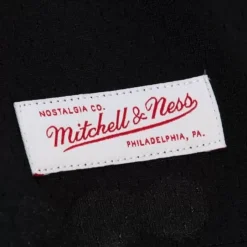 NOSTALGIA CO.
Mitchell & Ness
PHILADELPHIA, PA.